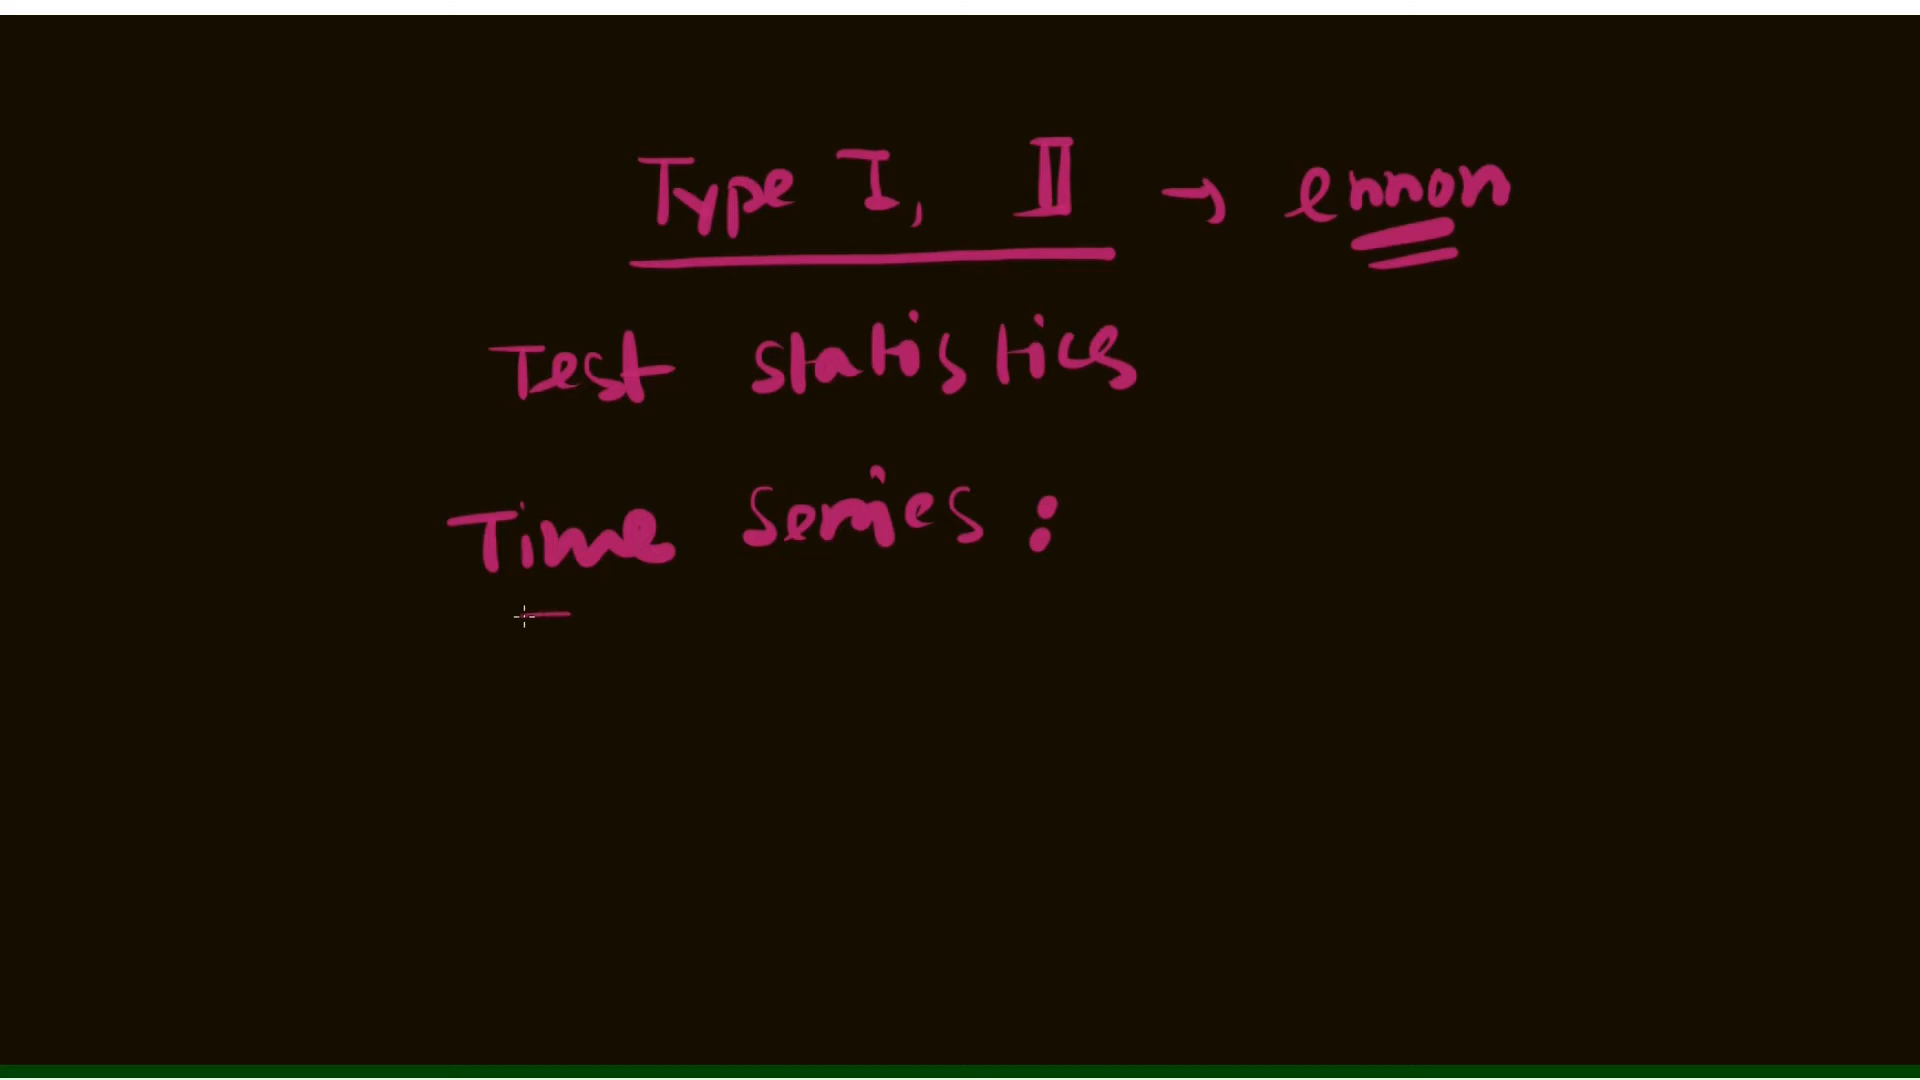 Type I, II → error
Test statistics
Time series :